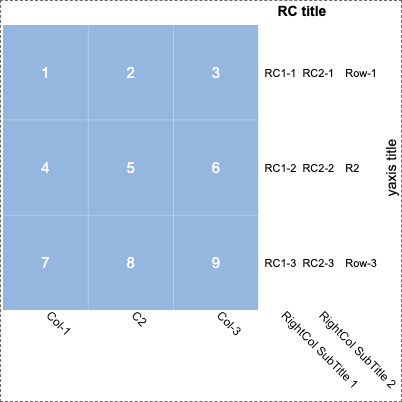 RC title
1 2 3 RC1-1 RC2-1 Row-1
4 5 6 RC1-2 RC2-2 R2
7 8 9 RC1-3 RC2-3 Row-3
yaxis title
Col-1 C2 Col-3 RightCol SubTitle 1 RightCol SubTitle 2